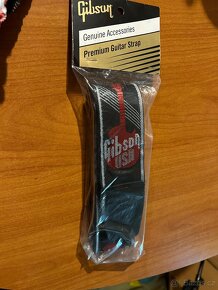 Gibson
Genuine Accessories
Premium Guitar Strap
Gibson
USA